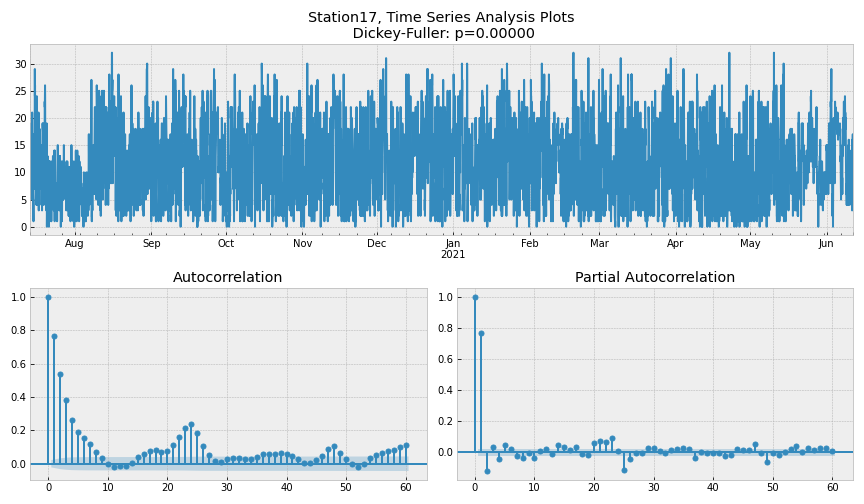 Station17, Time Series Analysis Plots
Dickey-Fuller: p=0.00000
30
25
20
15
10
5
0
Aug Sep Oct Nov Dec Jan Feb Mar Apr May Jun
2021
Autocorrelation
1.0
0.8
0.6
0.4
0.2
0.0
0 10 20 30 40 50 60
Partial Autocorrelation
1.0
0.8
0.6
0.4
0.2
0.0
0 10 20 30 40 50 60